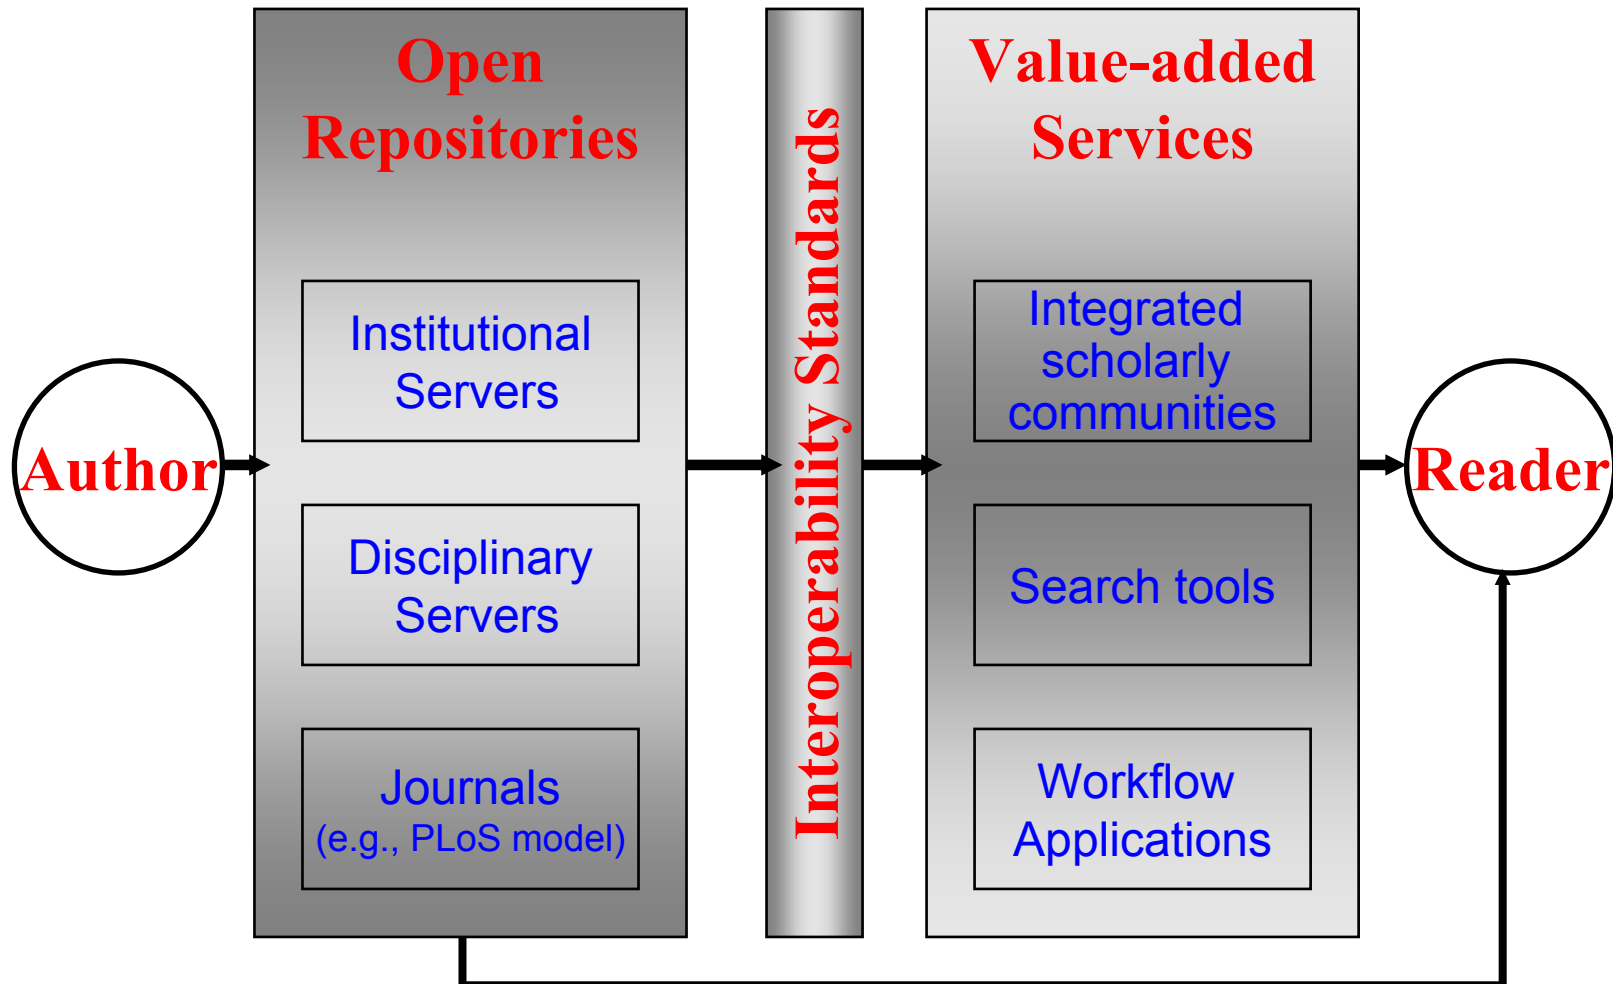 Author
Open
Repositories
Institutional
Servers
Disciplinary
Servers
Journals
(e.g., PLoS model)
Interoperability Standards
Value-added
Services
Integrated
scholarly
communities
Search tools
Workflow
Applications
Reader